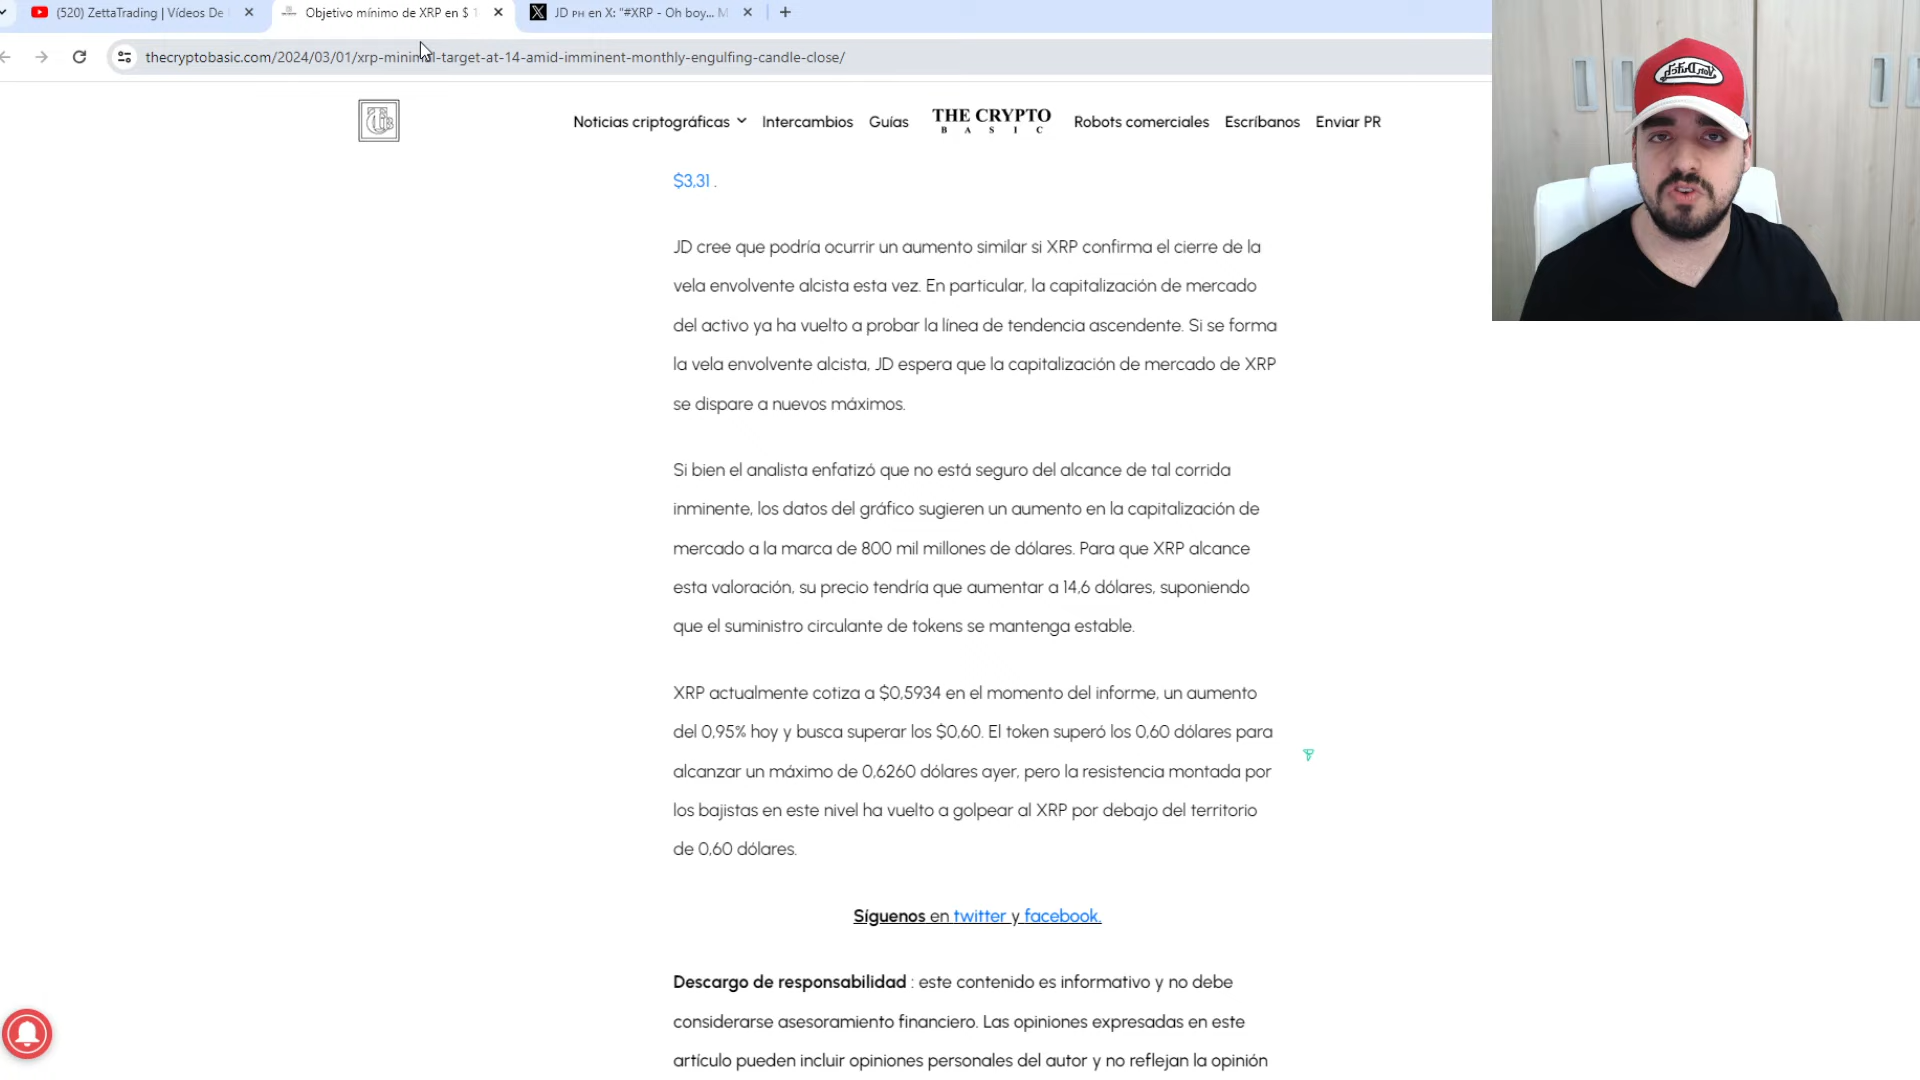 (520) ZettaTrading | Vídeos De
Objetivo mínimo de XRP en $ 1
X
JD PH en X: "#XRP - Oh boy... M
thecryptobasic.com/2024/03/01/xrp-minimal-target-at-14-amid-imminent-monthly-engulfing-candle-close/
Noticias criptográficas
Intercambios
Guías
THE CRYPTO
BASIC
Robots comerciales
Escríbanos
Enviar PR
Von Dutch
$3,31 .
JD cree que podría ocurrir un aumento similar si XRP confirma el cierre de la
vela envolvente alcista esta vez. En particular, la capitalización de mercado
del activo ya ha vuelto a probar la línea de tendencia ascendente. Si se forma
la vela envolvente alcista, JD espera que la capitalización de mercado de XRP
se dispare a nuevos máximos.
Si bien el analista enfatizó que no está seguro del alcance de tal corrida
inminente, los datos del gráfico sugieren un aumento en la capitalización de
mercado a la marca de 800 mil millones de dólares. Para que XRP alcance
esta valoración, su precio tendría que aumentar a 14,6 dólares, suponiendo
que el suministro circulante de tokens se mantenga estable.
XRP actualmente cotiza a $0,5934 en el momento del informe, un aumento
del 0,95% hoy y busca superar los $0,60. El token superó los 0,60 dólares para
alcanzar un máximo de 0,6260 dólares ayer, pero la resistencia montada por
los bajistas en este nivel ha vuelto a golpear al XRP por debajo del territorio
de 0,60 dólares.
Síguenos en twitter y facebook.
Descargo de responsabilidad : este contenido es informativo y no debe
considerarse asesoramiento financiero. Las opiniones expresadas en este
artículo pueden incluir opiniones personales del autor y no reflejan la opinión